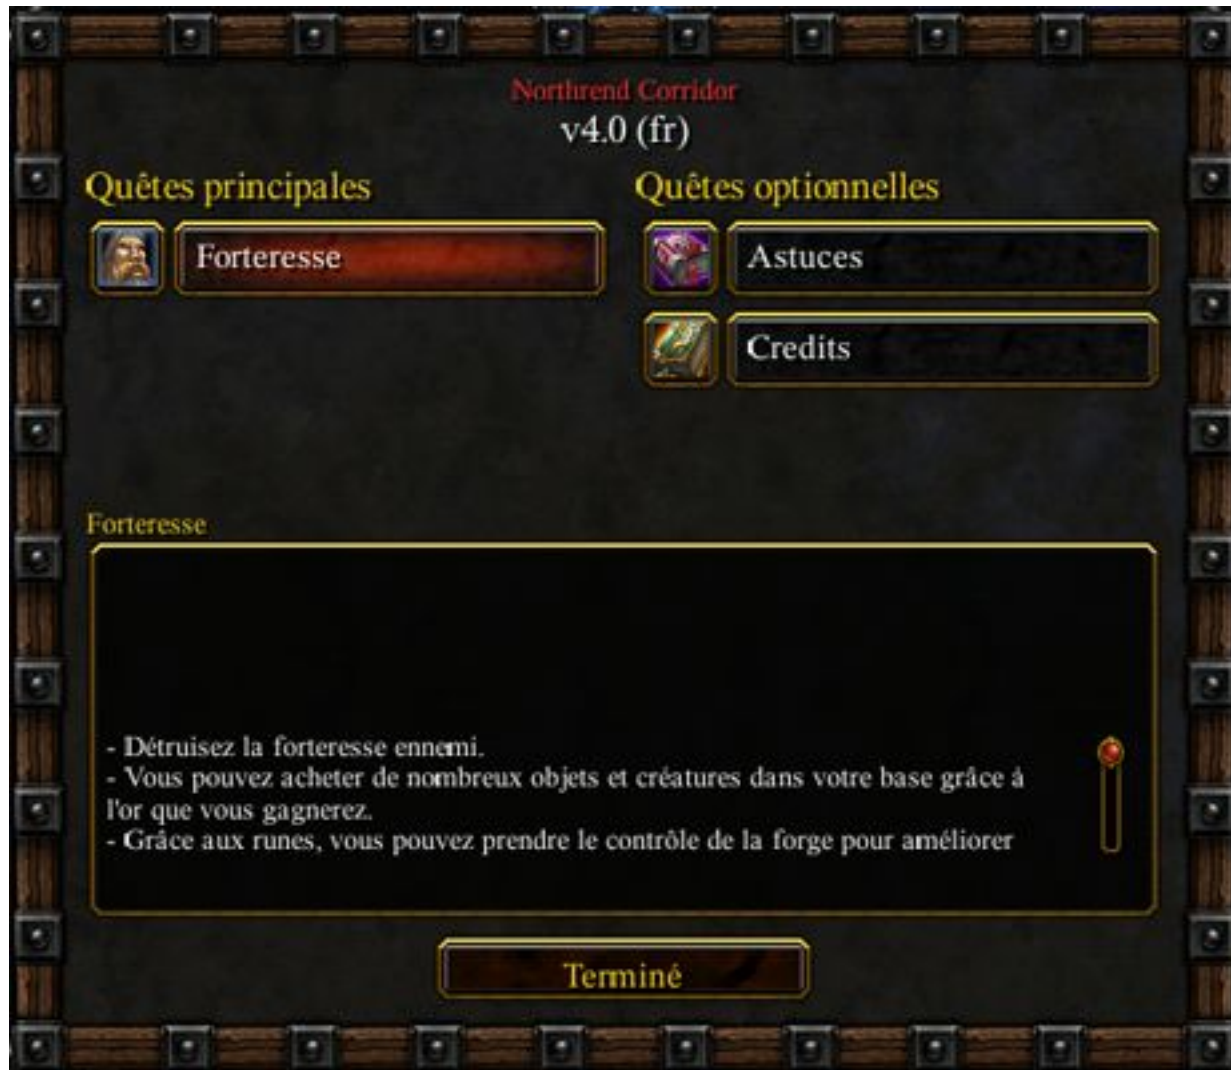 Northrend Corridor
v4.0 (fr)
Quêtes principales
Quêtes optionnelles
Forteresse
Astuces
Credits
Forteresse
- Détruisez la forteresse ennemi.
- Vous pouvez acheter de nombreux objets et créatures dans votre base grâce à
l'or que vous gagnerez.
- Grâce aux runes, vous pouvez prendre le contrôle de la forge pour améliorer
Terminé